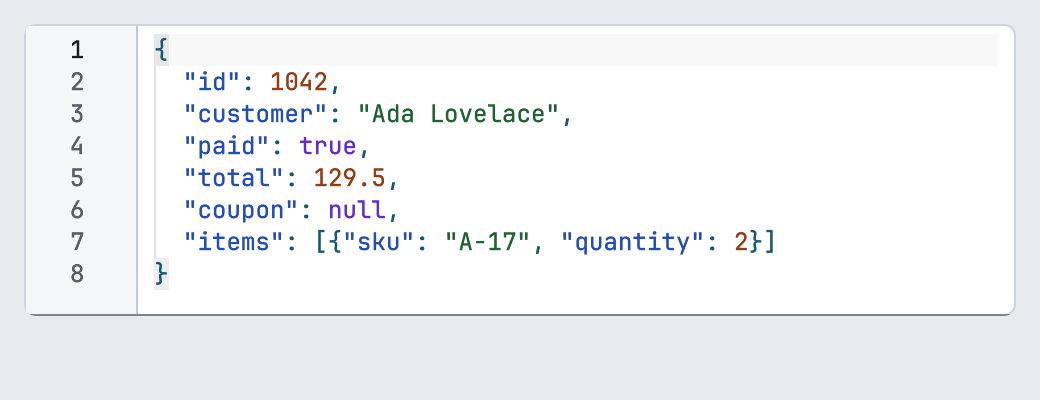 1 {
2   "id": 1042,
3   "customer": "Ada Lovelace",
4   "paid": true,
5   "total": 129.5,
6   "coupon": null,
7   "items": [{"sku": "A-17", "quantity": 2}]
8 }